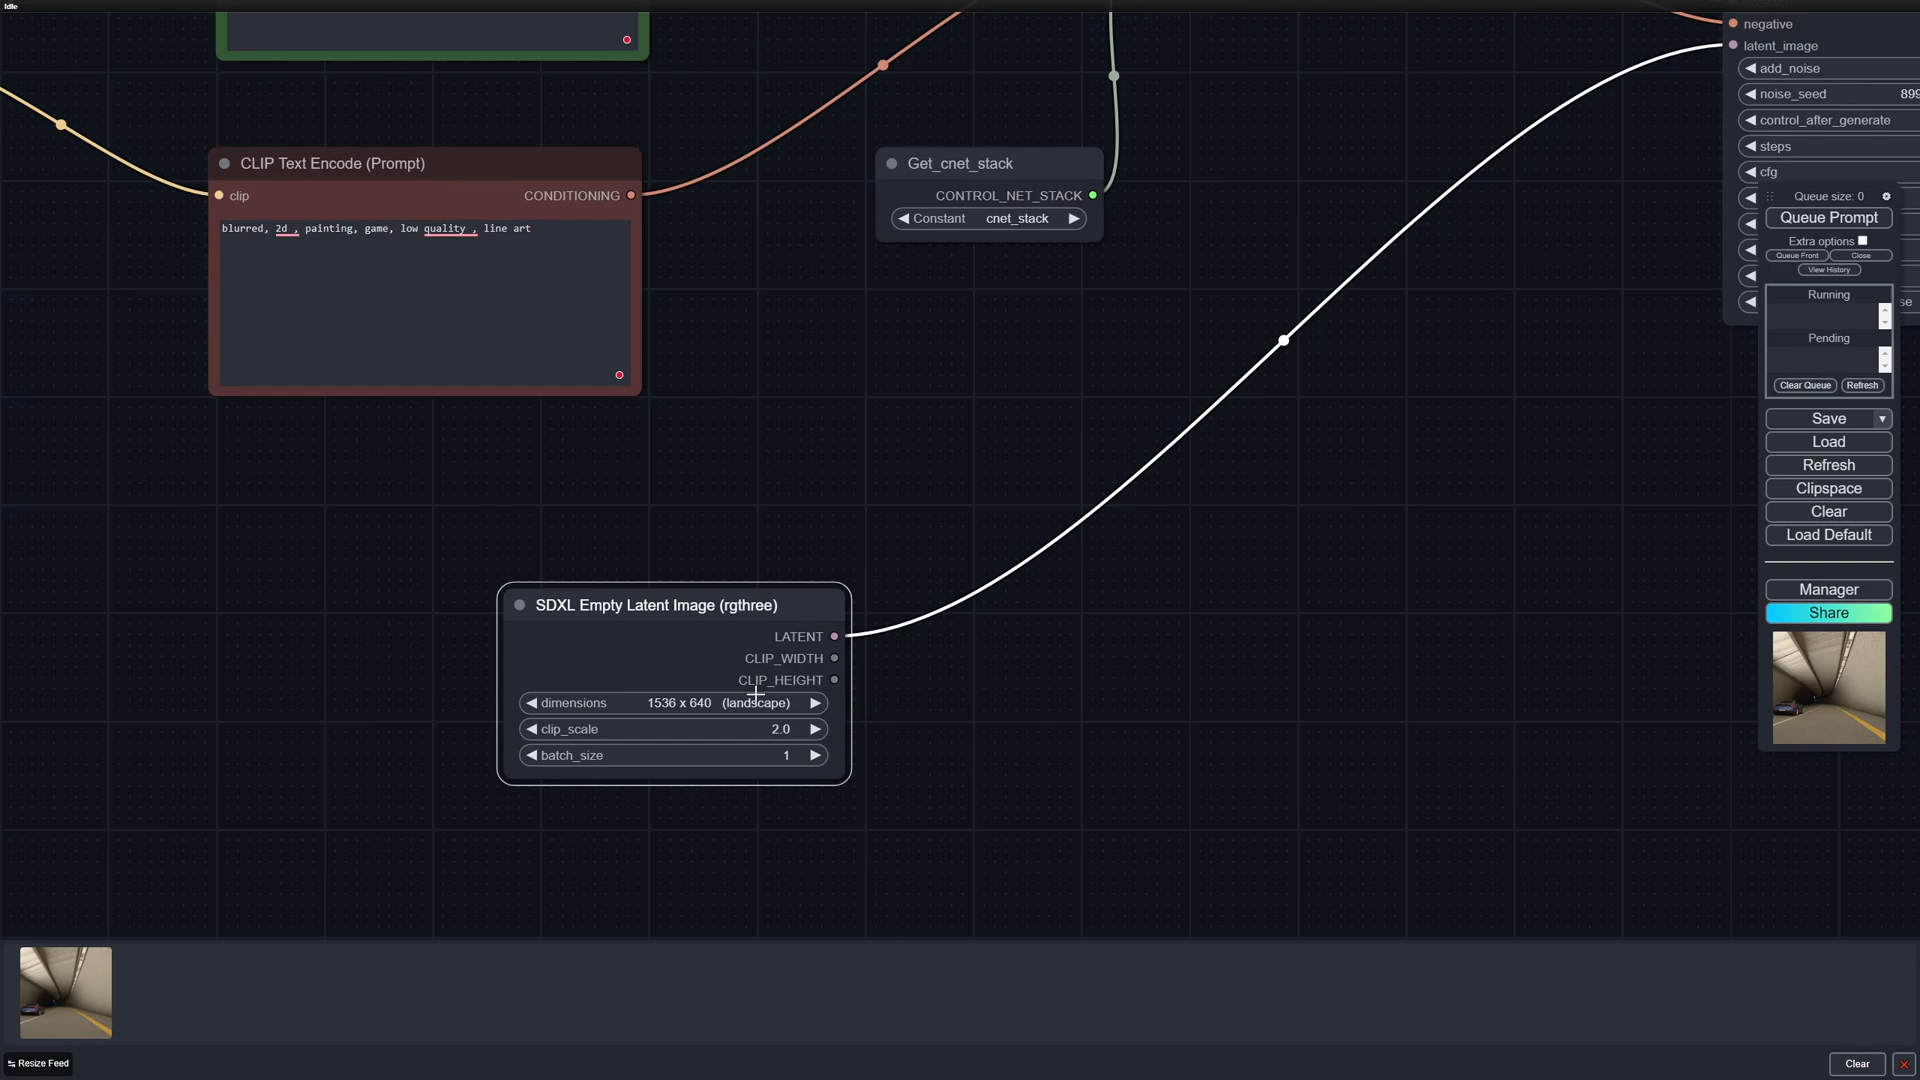 Idle
negative
latent_image
add_noise
noise_seed 899
control_after_generate
steps
cfg
CLIP Text Encode (Prompt)
clip CONDITIONING
blurred, 2d , painting, game, low quality , line art
Get_cnet_stack
CONTROL_NET_STACK
Constant cnet_stack
Queue size: 0
Queue Prompt
Extra options
Queue Front Close
View History
Running
se
Pending
Clear Queue Refresh
Save
Load
Refresh
Clipspace
Clear
Load Default
Manager
Share
SDXL Empty Latent Image (rgthree)
LATENT
CLIP_WIDTH
CLIP_HEIGHT
dimensions 1536 x 640 (landscape)
clip_scale 2.0
batch_size 1
Resize Feed
Clear